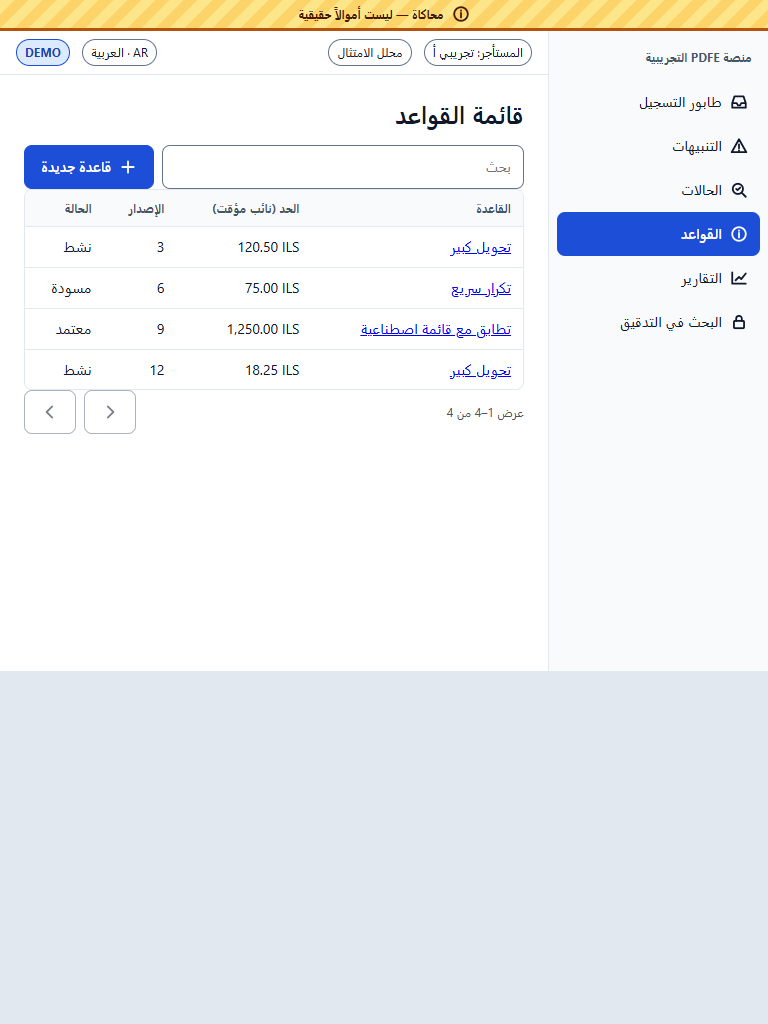 محاكاة — ليست أموالاً حقيقية
منصة PDFE التجريبية
طابور التسجيل
التنبيهات
الحالات
القواعد
التقارير
البحث في التدقيق
المستأجر: تجريبي أ
محلل الامتثال
AR · العربية
DEMO
قائمة القواعد
بحث
قاعدة جديدة
القاعدة الحد (نائب مؤقت) الإصدار الحالة
تحويل كبير 120.50 ILS 3 نشط
تكرار سريع 75.00 ILS 6 مسودة
تطابق مع قائمة اصطناعية 1,250.00 ILS 9 معتمد
تحويل كبير 18.25 ILS 12 نشط
عرض 1–4 من 4